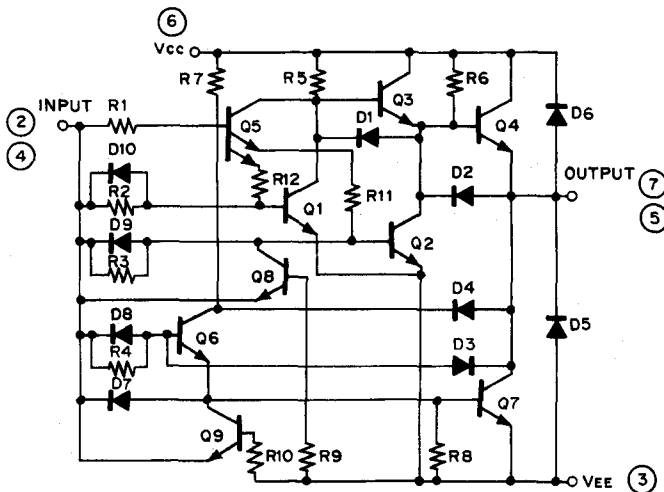 6
Vcc
R7
R5
Q3
R6
INPUT
R1
Q5
D1
Q4
D6
2
4
D10
R2
R12
Q1
R11
D2
OUTPUT
7
5
D9
R3
Q2
Q8
D4
D5
D8
R4
Q6
D3
D7
Q7
Q9
R10
R9
R8
VEE
3